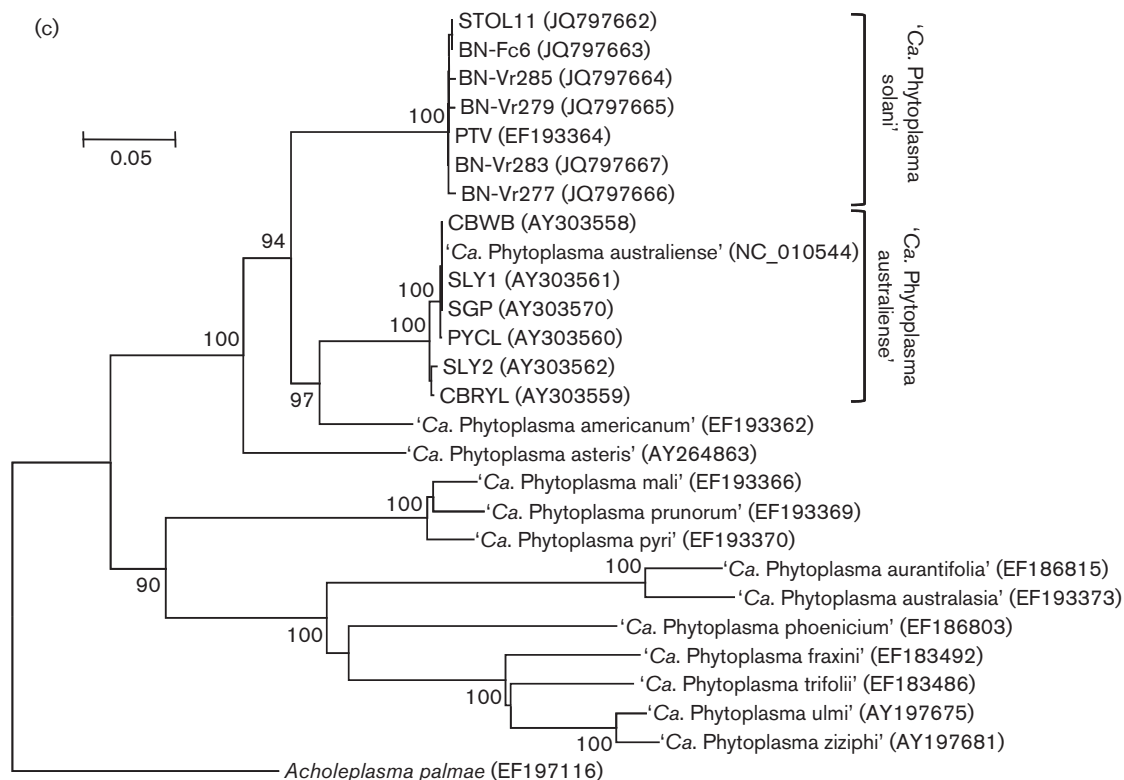 (c)
STOL11 (JQ797662)
BN-Fc6 (JQ797663)
BN-Vr285 (JQ797664)
BN-Vr279 (JQ797665)
100
PTV (EF193364)
BN-Vr283 (JQ797667)
BN-Vr277 (JQ797666)
'Ca. Phytoplasma
solani'
0.05
CBWB (AY303558)
94
'Ca. Phytoplasma australiense' (NC_010544)
SLY1 (AY303561)
100
SGP (AY303570)
100
PYCL (AY303560)
100
SLY2 (AY303562)
CBRYL (AY303559)
'Ca. Phytoplasma
australiense'
97
'Ca. Phytoplasma americanum' (EF193362)
'Ca. Phytoplasma asteris' (AY264863)
'Ca. Phytoplasma mali' (EF193366)
100
'Ca. Phytoplasma prunorum' (EF193369)
'Ca. Phytoplasma pyri' (EF193370)
90
100
'Ca. Phytoplasma aurantifolia' (EF186815)
'Ca. Phytoplasma australasia' (EF193373)
100
'Ca. Phytoplasma phoenicium' (EF186803)
'Ca. Phytoplasma fraxini' (EF183492)
100
'Ca. Phytoplasma trifolii' (EF183486)
'Ca. Phytoplasma ulmi' (AY197675)
100
'Ca. Phytoplasma ziziphi' (AY197681)
Acholeplasma palmae (EF197116)